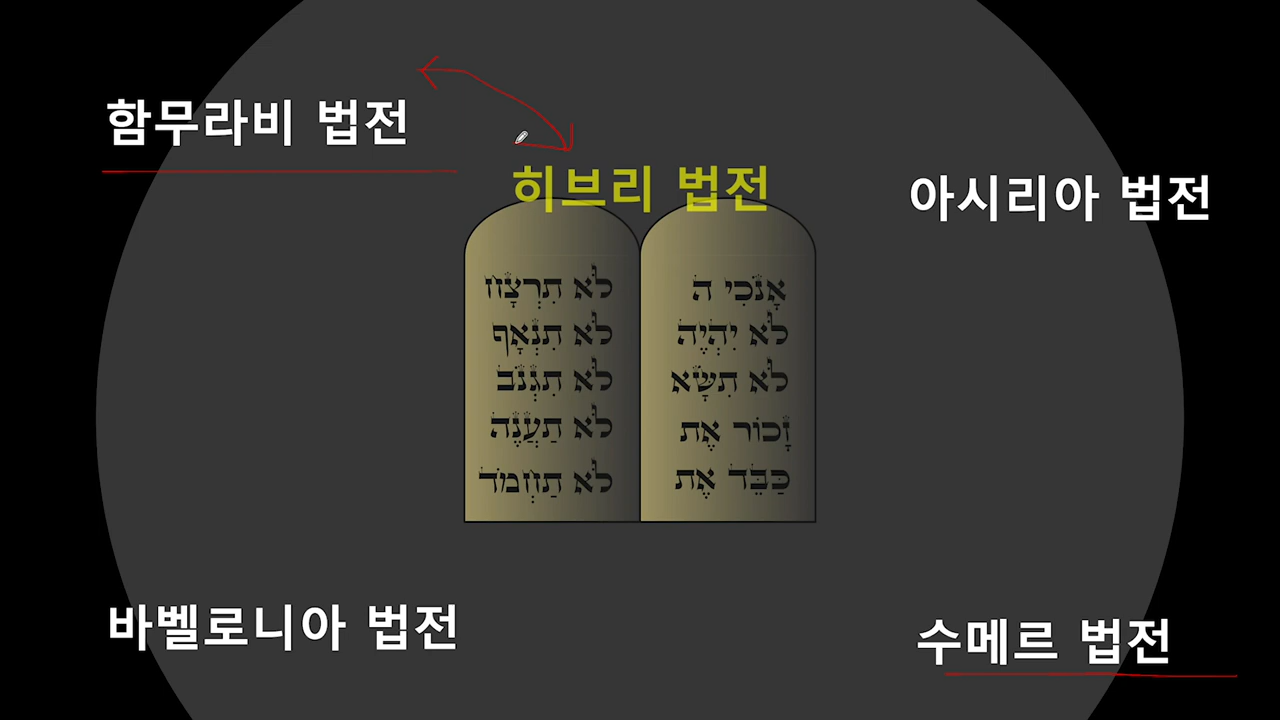 함무라비 법전
히브리 법전
아시리아 법전
אָנֹכִי ה
לֹא יִהְיֶה
לֹא תִשָּׂא
זָכוֹר אֶת
כַּבֵּד אֶת
לֹא תִרְצָח
לֹא תִנְאָף
לֹא תִגְנֹב
לֹא תַעֲנֶה
לֹא תַחְמֹד
바벨로니아 법전
수메르 법전